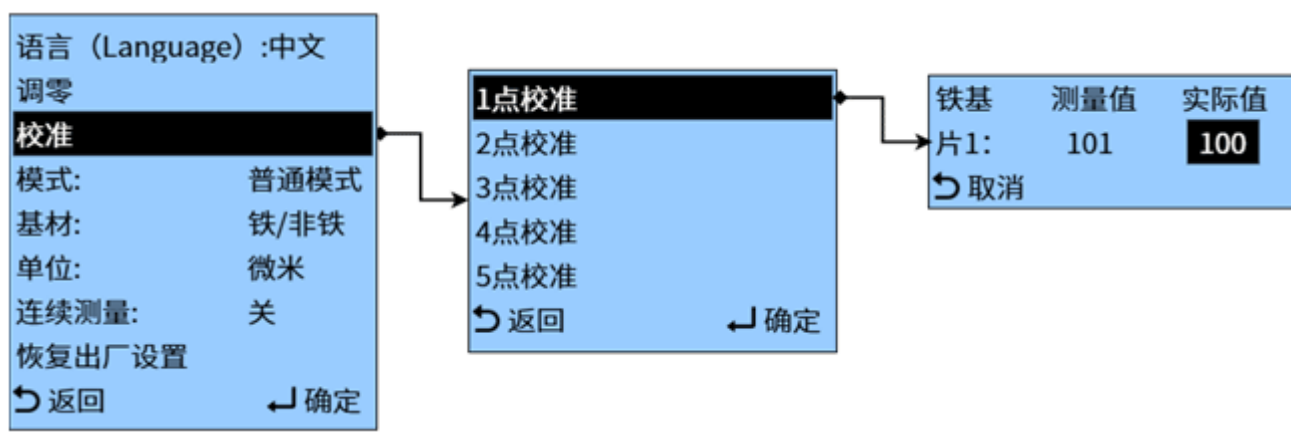 语言（Language）:中文
调零
校准
模式: 普通模式
基材: 铁/非铁
单位: 微米
连续测量: 关
恢复出厂设置
返回 确定
1点校准
2点校准
3点校准
4点校准
5点校准
返回 确定
铁基 测量值 实际值
片1: 101 100
取消